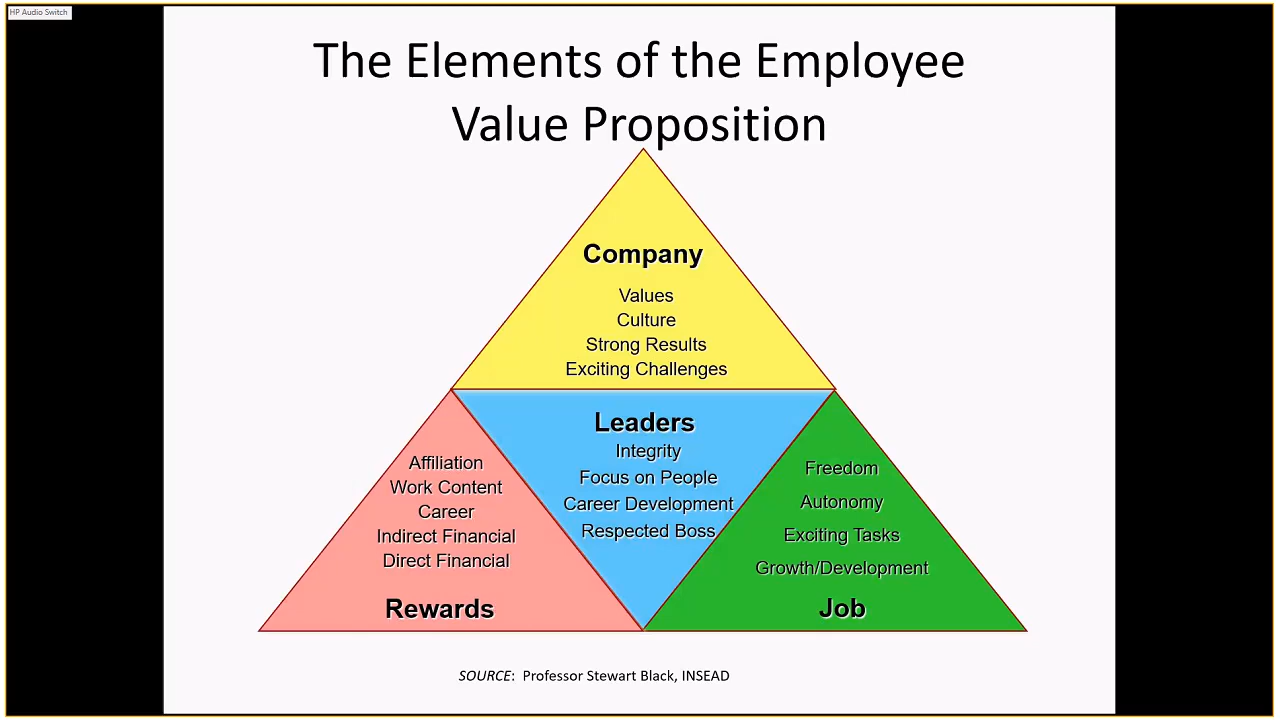 HP Audio Switch
The Elements of the Employee
Value Proposition
Company
Values
Culture
Strong Results
Exciting Challenges
Leaders
Integrity
Focus on People
Career Development
Respected Boss
Affiliation
Work Content
Career
Indirect Financial
Direct Financial
Rewards
Freedom
Autonomy
Exciting Tasks
Growth/Development
Job
SOURCE: Professor Stewart Black, INSEAD